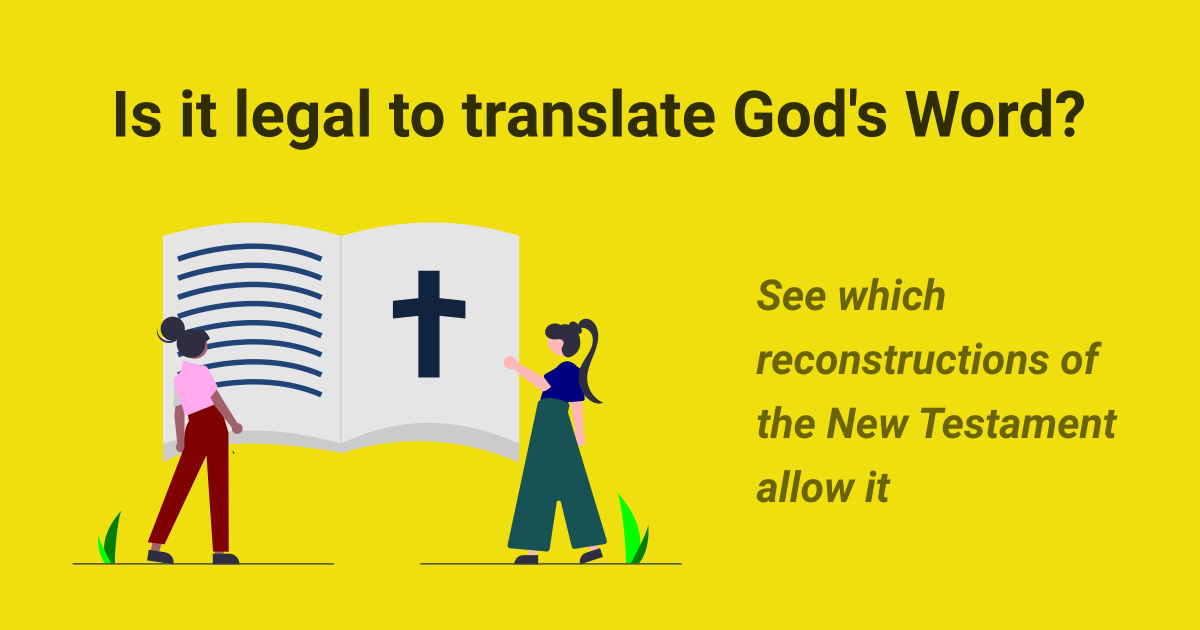 Is it legal to translate God's Word?
See which
reconstructions of
the New Testament
allow it